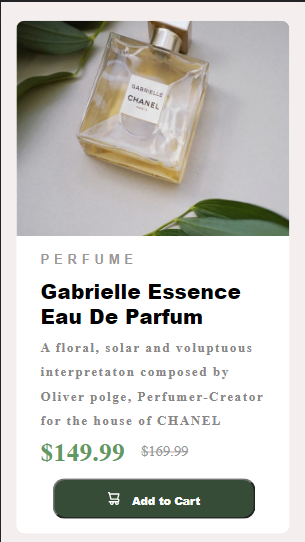 GABRIELLE
CHANEL
PARIS
PERFUME
Gabrielle Essence
Eau De Parfum
A floral, solar and voluptuous
interpretaton composed by
Oliver polge, Perfumer-Creator
for the house of CHANEL
$149.99 $169.99
Add to Cart